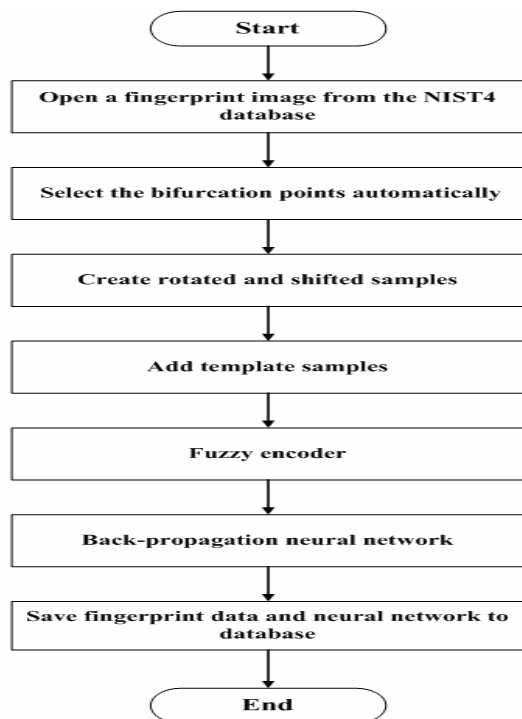 Start
Open a fingerprint image from the NIST4
database
Select the bifurcation points automatically
Create rotated and shifted samples
Add template samples
Fuzzy encoder
Back-propagation neural network
Save fingerprint data and neural network to
database
End